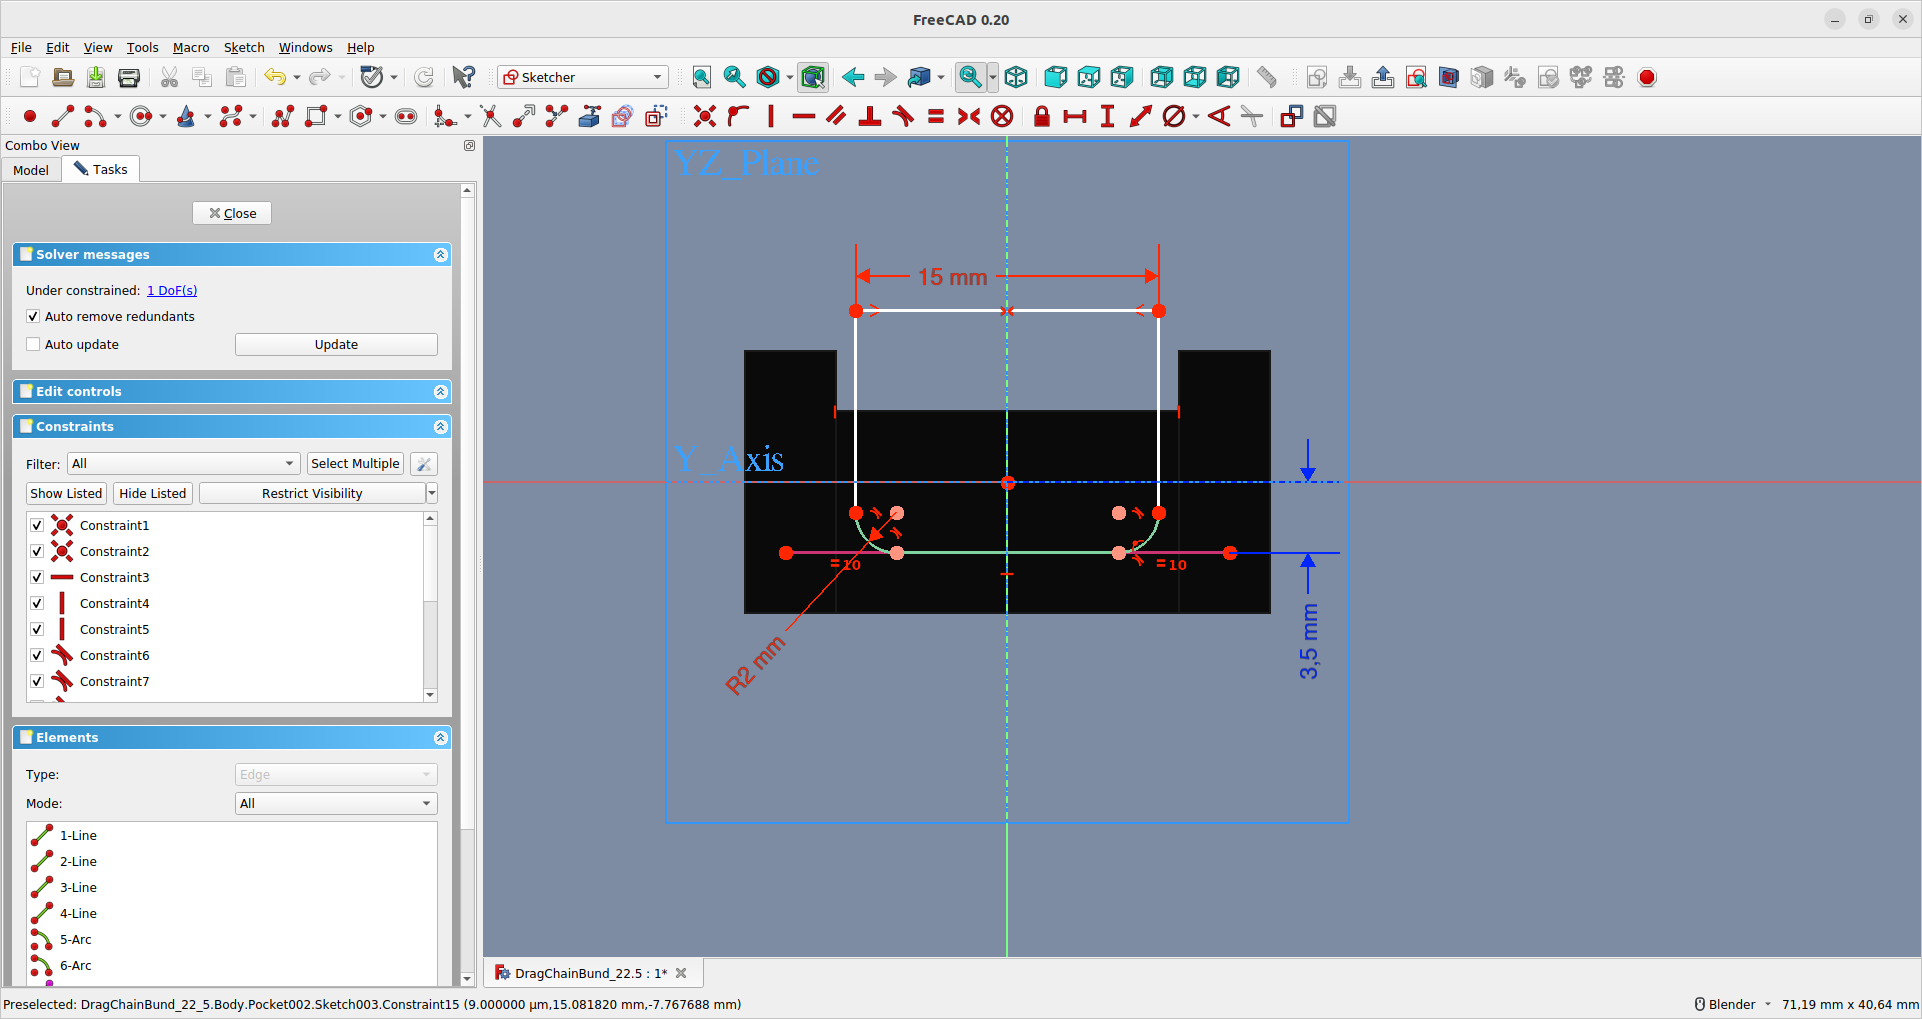 FreeCAD 0.20
File Edit View Tools Macro Sketch Windows Help
Sketcher
Combo View
Model Tasks
Close
Solver messages
Under constrained: 1 DoF(s)
Auto remove redundants
Auto update Update
Edit controls
Constraints
Filter: All Select Multiple
Show Listed Hide Listed Restrict Visibility
Constraint1
Constraint2
Constraint3
Constraint4
Constraint5
Constraint6
Constraint7
Elements
Type: Edge
Mode: All
1-Line
2-Line
3-Line
4-Line
5-Arc
6-Arc
YZ_Plane
15 mm
Y_Axis
=10 =10
R2 mm
3,5 mm
DragChainBund_22.5 : 1*
Preselected: DragChainBund_22_5.Body.Pocket002.Sketch003.Constraint15 (9.000000 µm,15.081820 mm,-7.767688 mm) Blender 71,19 mm x 40,64 mm